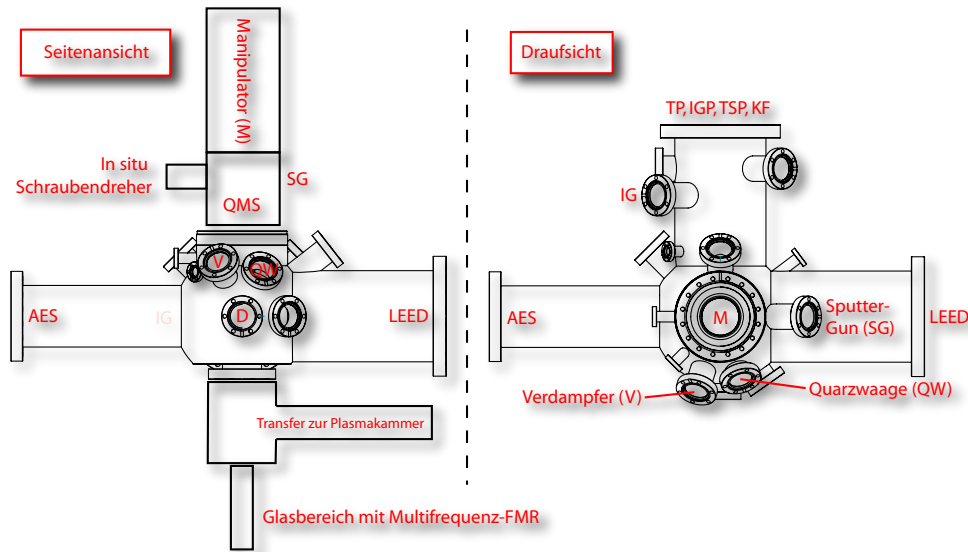 Seitenansicht
Manipulator (M)
In situ
Schraubendreher
SG
QMS
V
QW
AES
IG
D
LEED
Transfer zur Plasmakammer
Glasbereich mit Multifrequenz-FMR
Draufsicht
TP, IGP, TSP, KF
IG
AES
M
Sputter-
Gun (SG)
LEED
Verdampfer (V)
Quarzwaage (QW)